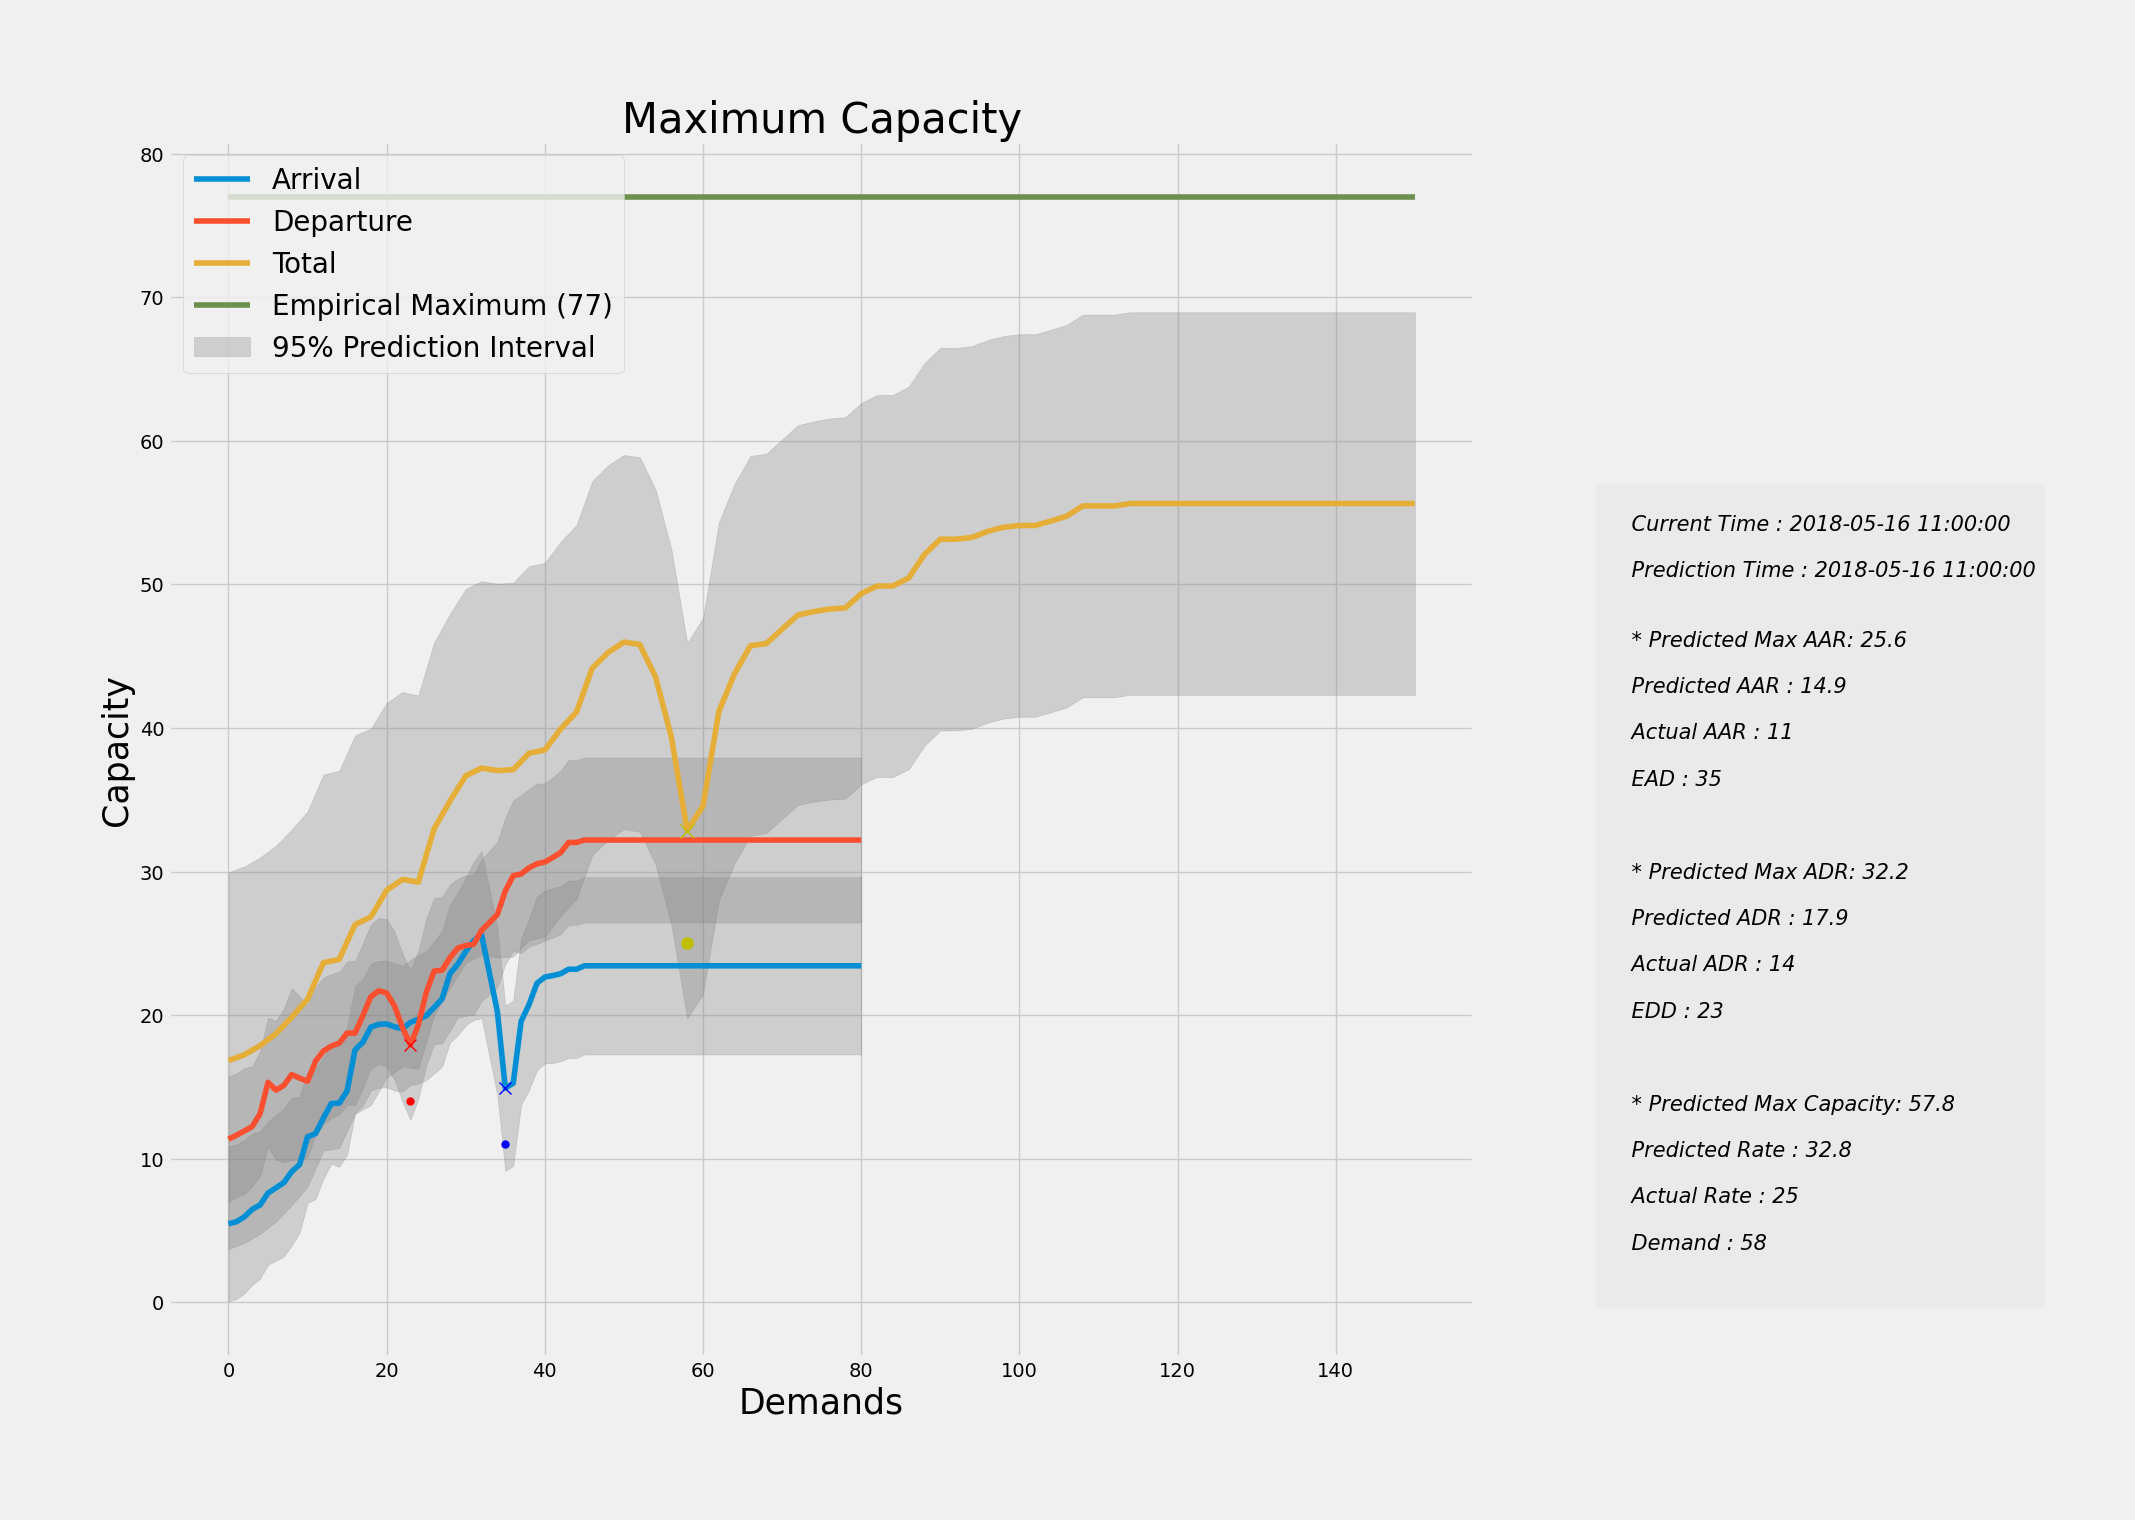 Maximum Capacity
Arrival
Departure
Total
Empirical Maximum (77)
95% Prediction Interval
80
70
60
50
40
30
20
10
0
Capacity
0 20 40 60 80 100 120 140
Demands
Current Time : 2018-05-16 11:00:00
Prediction Time : 2018-05-16 11:00:00
* Predicted Max AAR: 25.6
Predicted AAR : 14.9
Actual AAR : 11
EAD : 35
* Predicted Max ADR: 32.2
Predicted ADR : 17.9
Actual ADR : 14
EDD : 23
* Predicted Max Capacity: 57.8
Predicted Rate : 32.8
Actual Rate : 25
Demand : 58